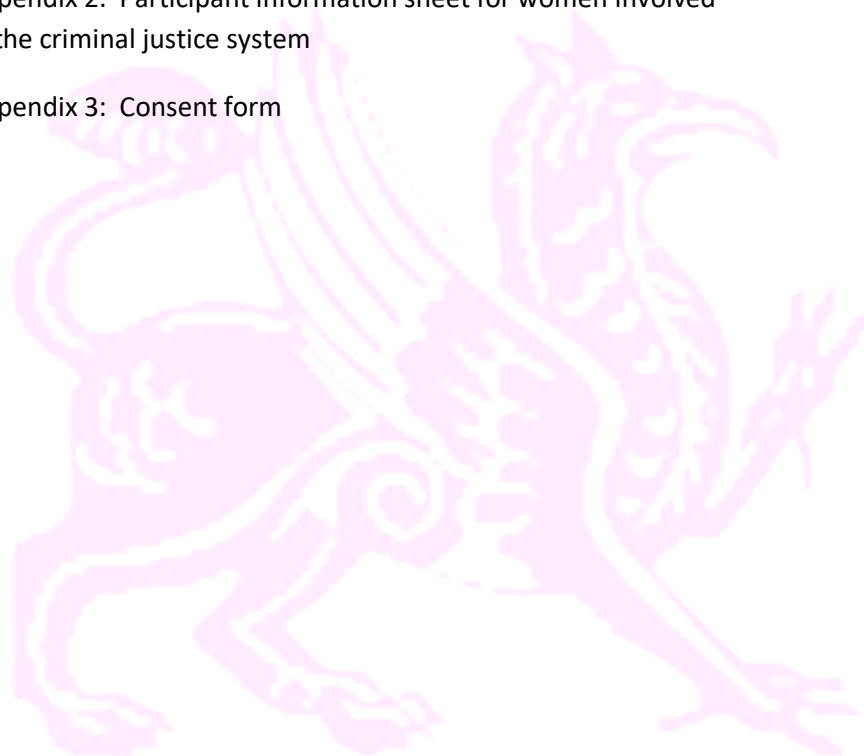 pendix 2:  Participant information sheet for women involved
the criminal justice system
pendix 3:  Consent form